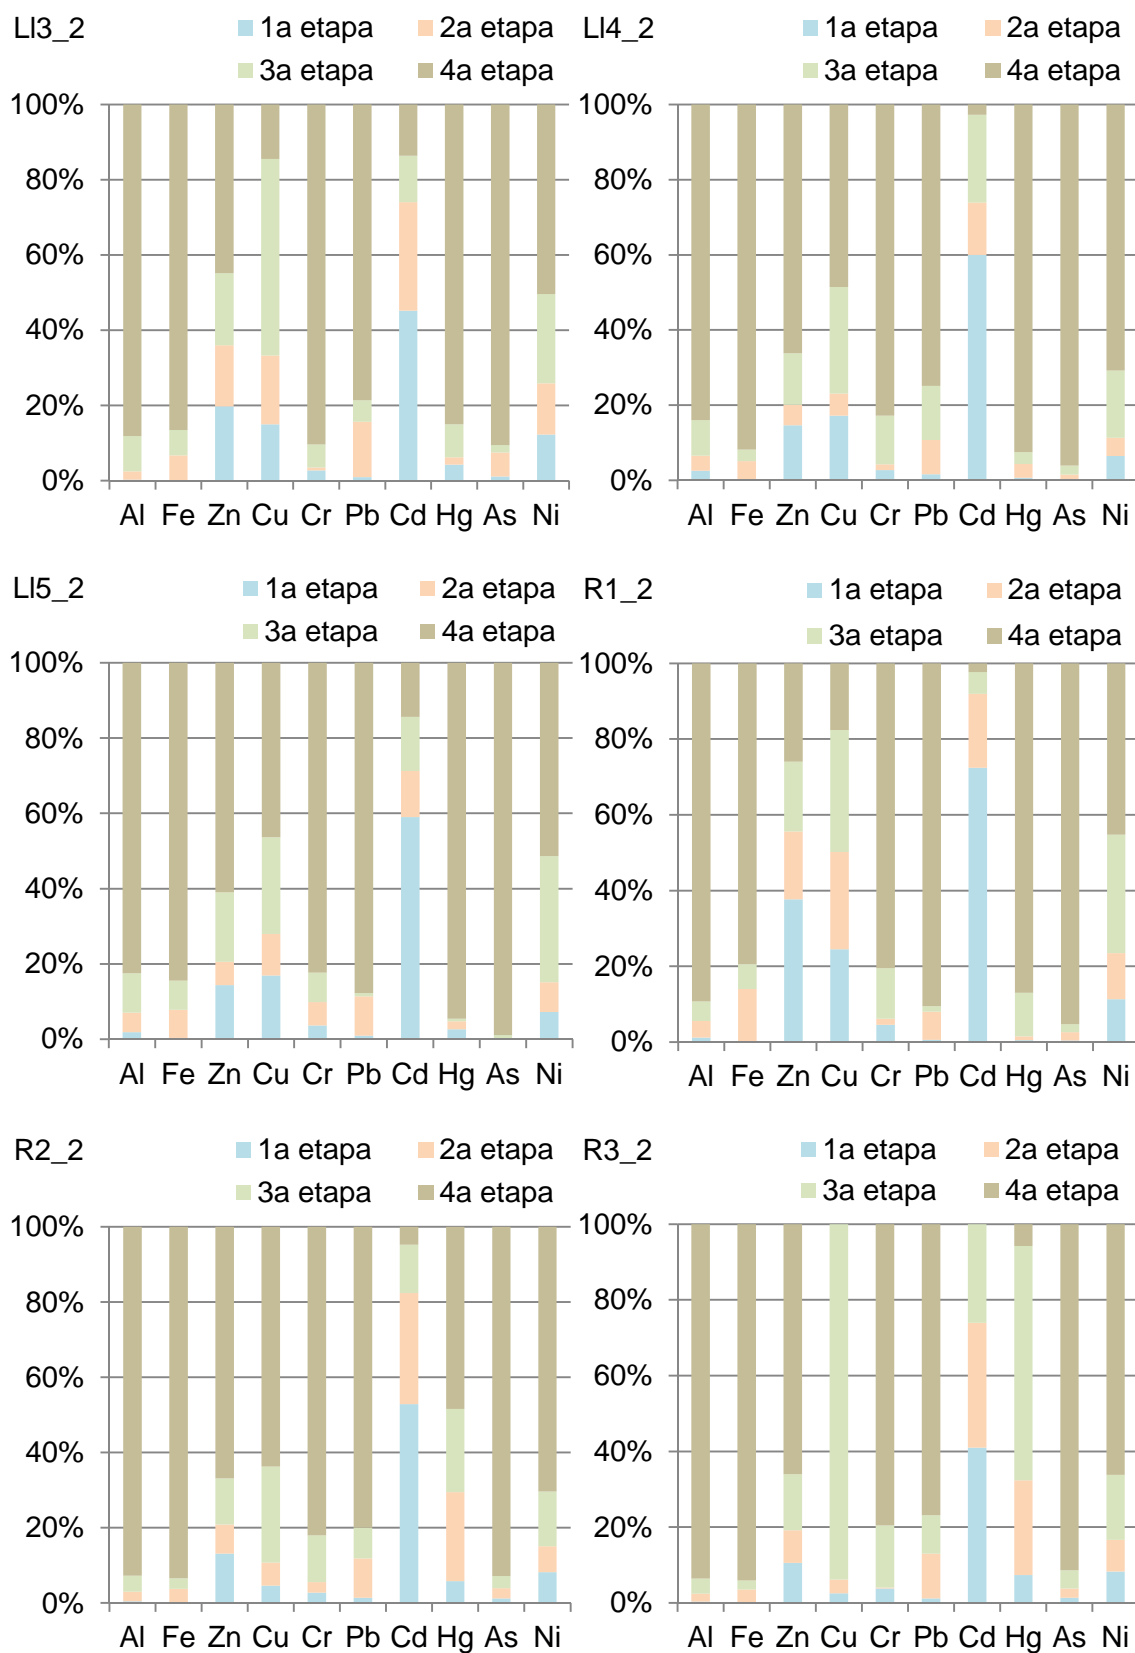 Ll3_2
1a etapa 2a etapa
3a etapa 4a etapa
100%
80%
60%
40%
20%
0%
Al Fe Zn Cu Cr Pb Cd Hg As Ni
Ll4_2
1a etapa 2a etapa
3a etapa 4a etapa
100%
80%
60%
40%
20%
0%
Al Fe Zn Cu Cr Pb Cd Hg As Ni
Ll5_2
1a etapa 2a etapa
3a etapa 4a etapa
100%
80%
60%
40%
20%
0%
Al Fe Zn Cu Cr Pb Cd Hg As Ni
R1_2
1a etapa 2a etapa
3a etapa 4a etapa
100%
80%
60%
40%
20%
0%
Al Fe Zn Cu Cr Pb Cd Hg As Ni
R2_2
1a etapa 2a etapa
3a etapa 4a etapa
100%
80%
60%
40%
20%
0%
Al Fe Zn Cu Cr Pb Cd Hg As Ni
R3_2
1a etapa 2a etapa
3a etapa 4a etapa
100%
80%
60%
40%
20%
0%
Al Fe Zn Cu Cr Pb Cd Hg As Ni